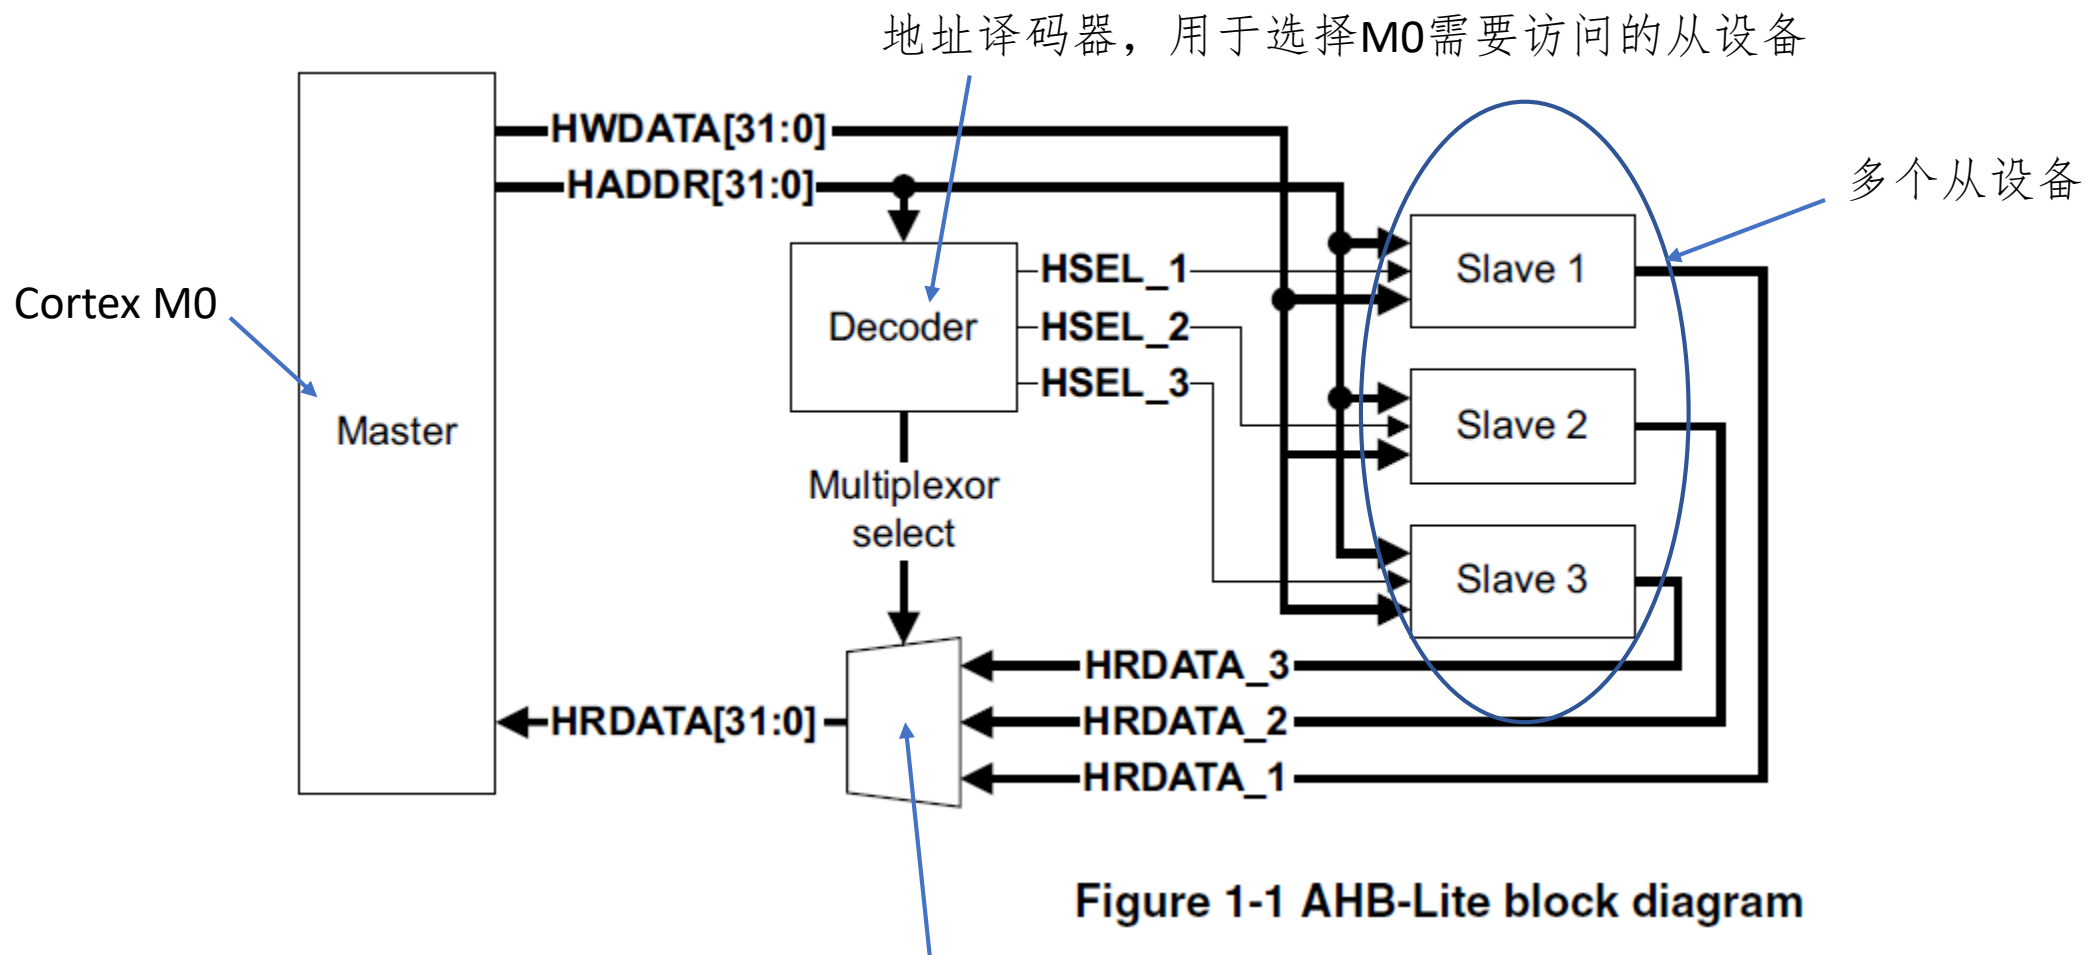 地址译码器，用于选择M0需要访问的从设备
HWDATA[31:0]
HADDR[31:0]
多个从设备
Cortex M0
Master
Decoder
HSEL_1
HSEL_2
HSEL_3
Slave 1
Slave 2
Slave 3
Multiplexor
select
HRDATA_3
HRDATA[31:0]
HRDATA_2
HRDATA_1
Figure 1-1 AHB-Lite block diagram